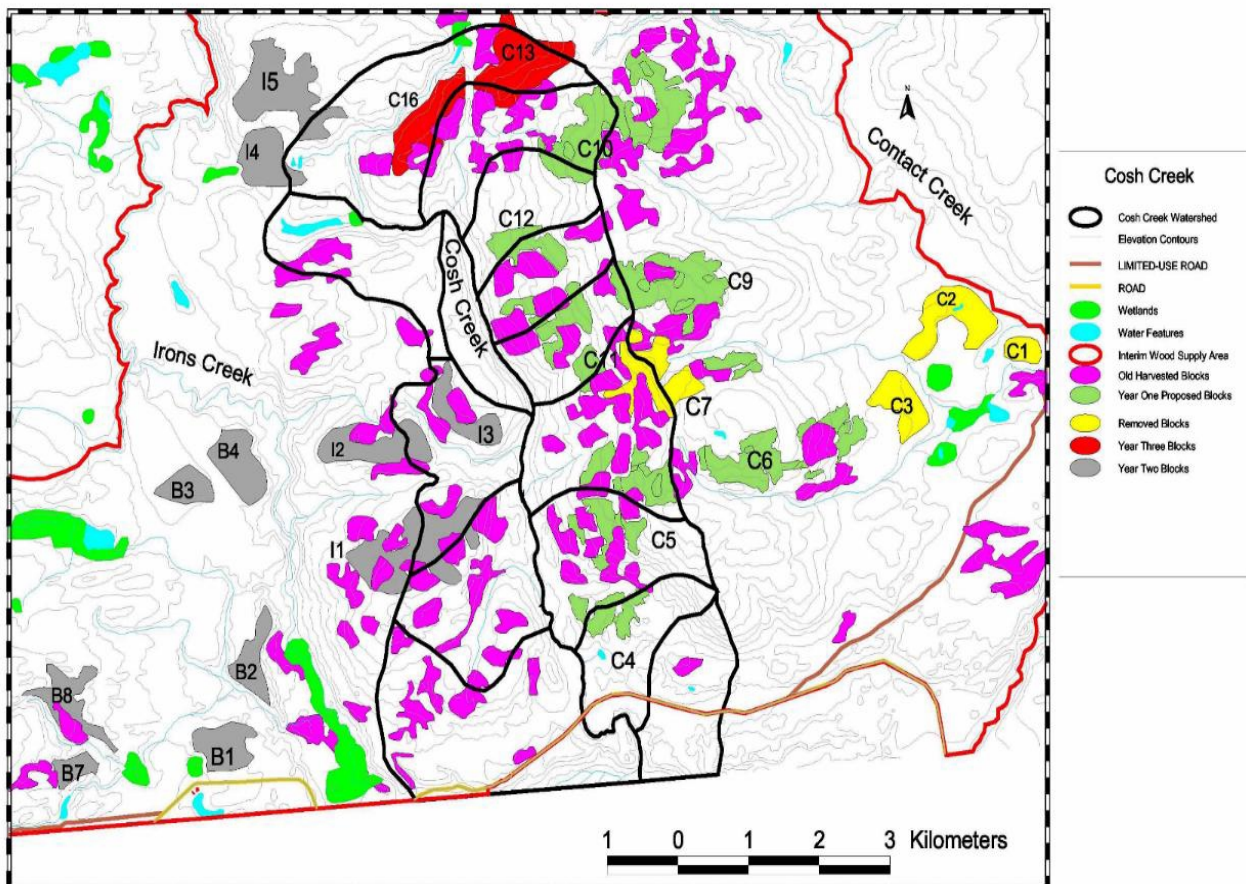 C13
I5
C16
N
I4
C10
Contact Creek
C12
Cosh Creek
C9
C2
Irons Creek
C1
C7
C3
I3
I2
B4
C6
B3
I1
C5
B2
C4
B8
B1
B7
1 0 1 2 3 Kilometers
Cosh Creek
Cosh Creek Watershed
Elevation Contours
LIMITED-USE ROAD
ROAD
Wetlands
Water Features
Interim Wood Supply Area
Old Harvested Blocks
Year One Proposed Blocks
Removed Blocks
Year Three Blocks
Year Two Blocks